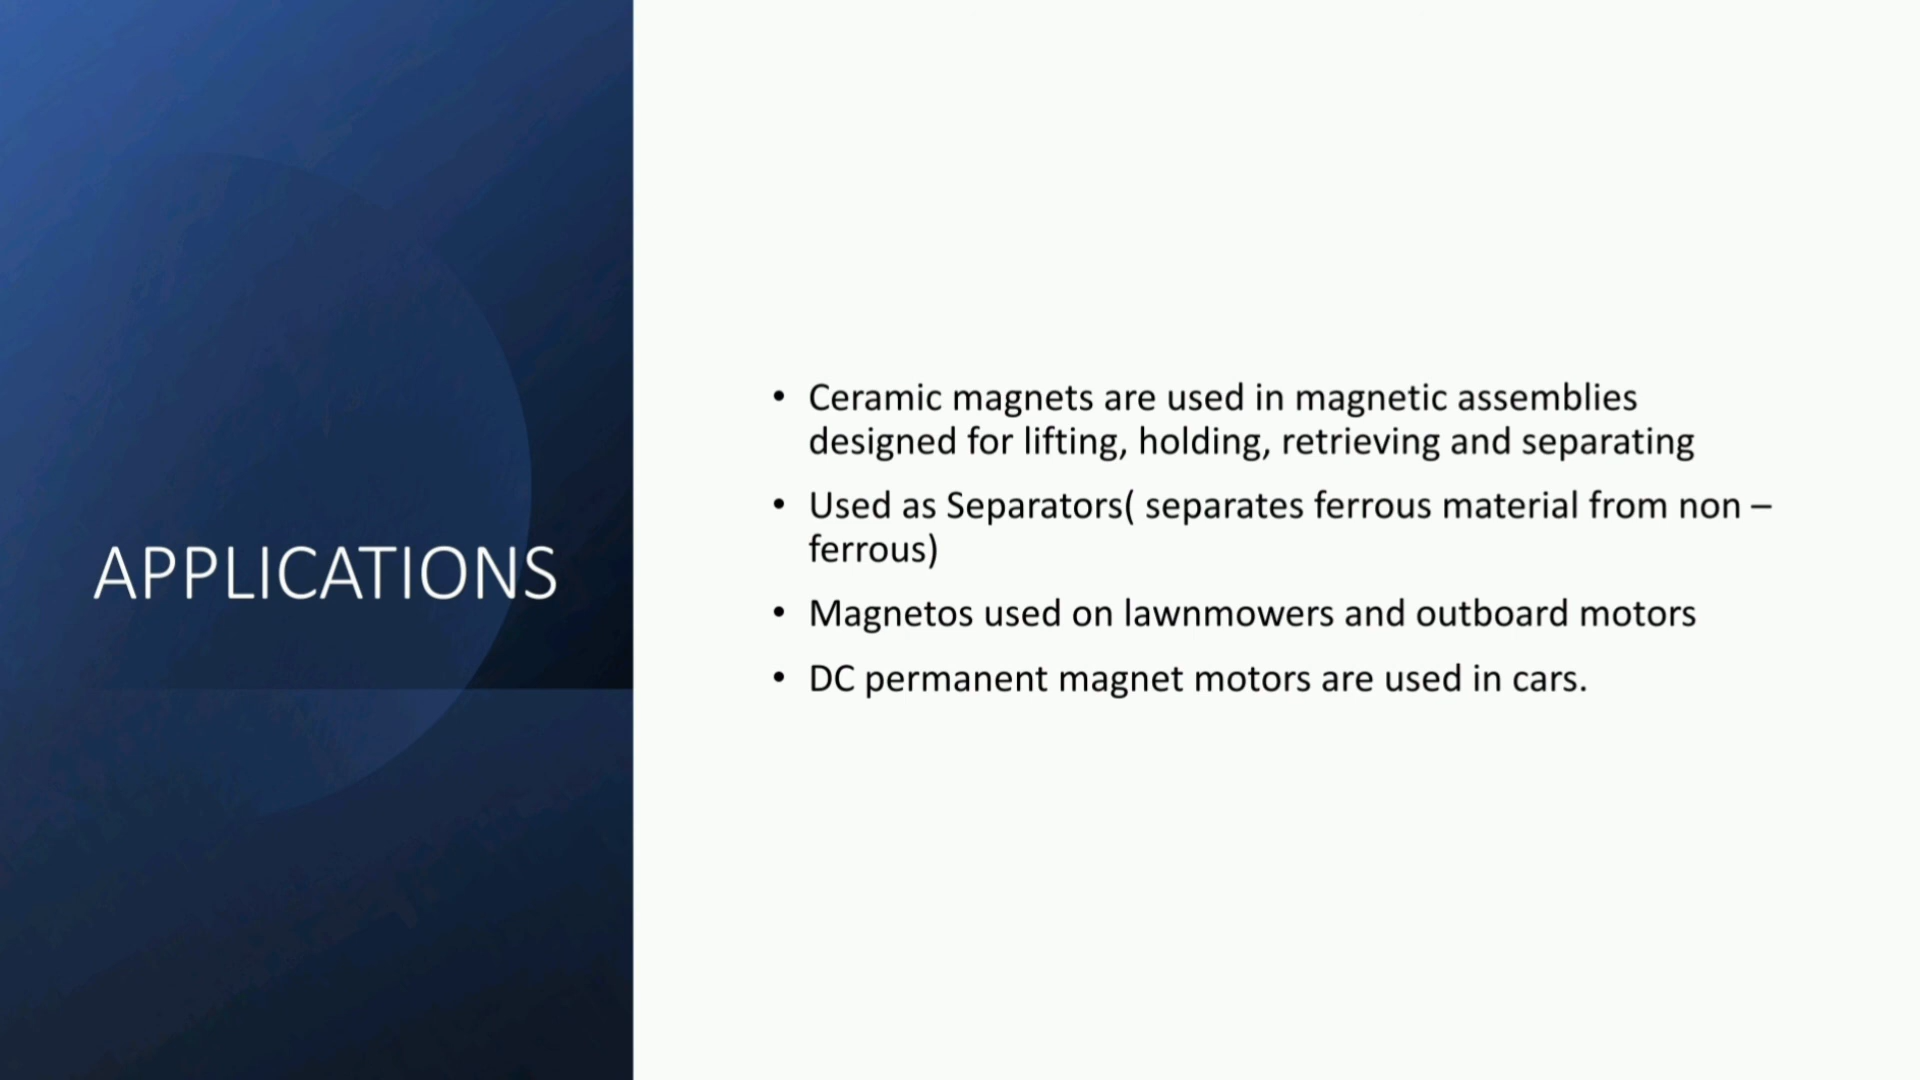 APPLICATIONS
• Ceramic magnets are used in magnetic assemblies
designed for lifting, holding, retrieving and separating
• Used as Separators( separates ferrous material from non –
ferrous)
• Magnetos used on lawnmowers and outboard motors
• DC permanent magnet motors are used in cars.